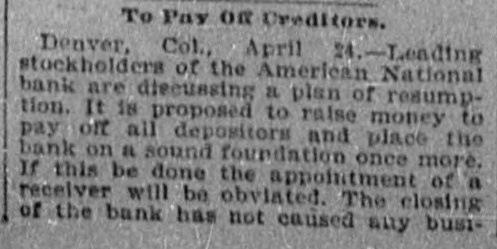 To Pay Off Creditors.
Denver, Col., April 24.—Leading
stockholders of the American National
bank are discussing a plan of resump-
tion. It is proposed to raise money to
pay off all depositors and place the
bank on a sound foundation once more.
If this be done the appointment of a
receiver will be obviated. The closing
of the bank has not caused any busi-